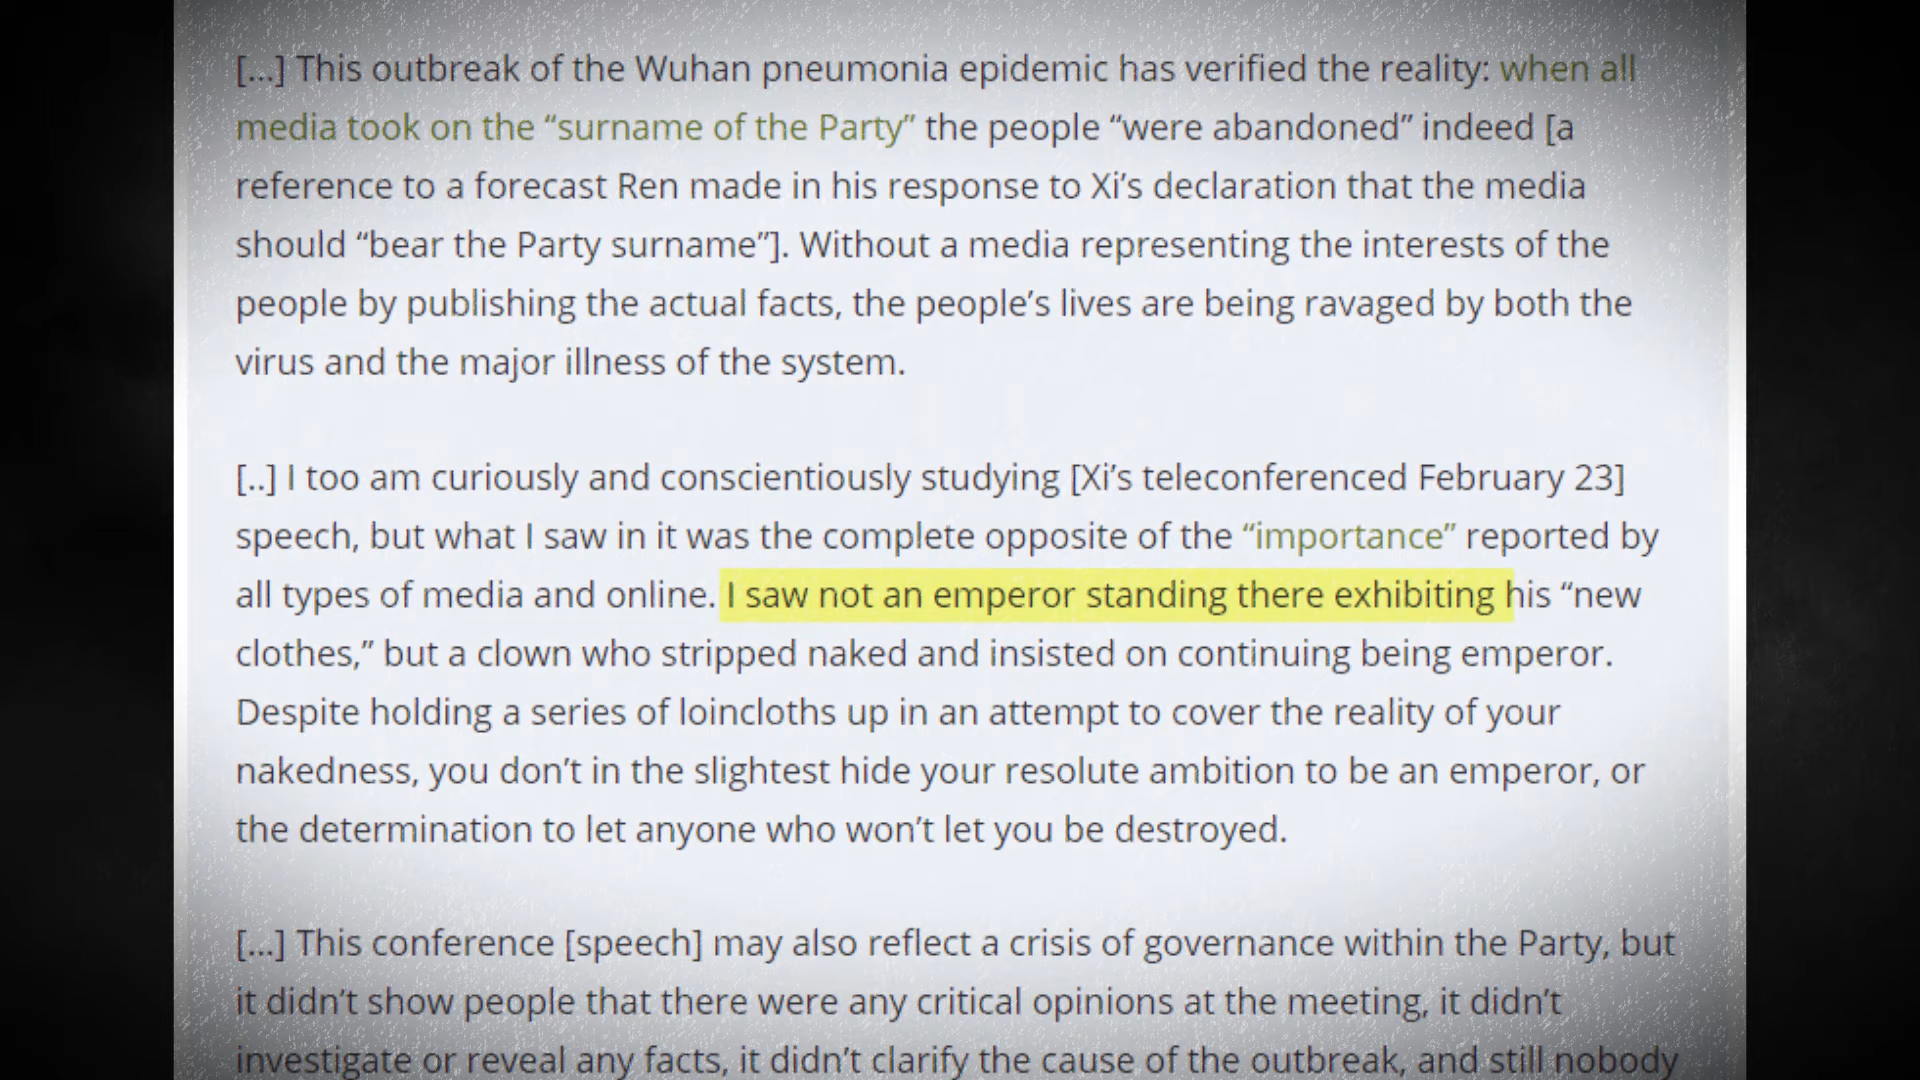 [...] This outbreak of the Wuhan pneumonia epidemic has verified the reality: when all
media took on the “surname of the Party” the people “were abandoned” indeed [a
reference to a forecast Ren made in his response to Xi’s declaration that the media
should “bear the Party surname”]. Without a media representing the interests of the
people by publishing the actual facts, the people’s lives are being ravaged by both the
virus and the major illness of the system.
[..] I too am curiously and conscientiously studying [Xi’s teleconferenced February 23]
speech, but what I saw in it was the complete opposite of the “importance” reported by
all types of media and online. I saw not an emperor standing there exhibiting his “new
clothes,” but a clown who stripped naked and insisted on continuing being emperor.
Despite holding a series of loincloths up in an attempt to cover the reality of your
nakedness, you don’t in the slightest hide your resolute ambition to be an emperor, or
the determination to let anyone who won’t let you be destroyed.
[...] This conference [speech] may also reflect a crisis of governance within the Party, but
it didn’t show people that there were any critical opinions at the meeting, it didn’t
investigate or reveal any facts, it didn’t clarify the cause of the outbreak, and still nobody